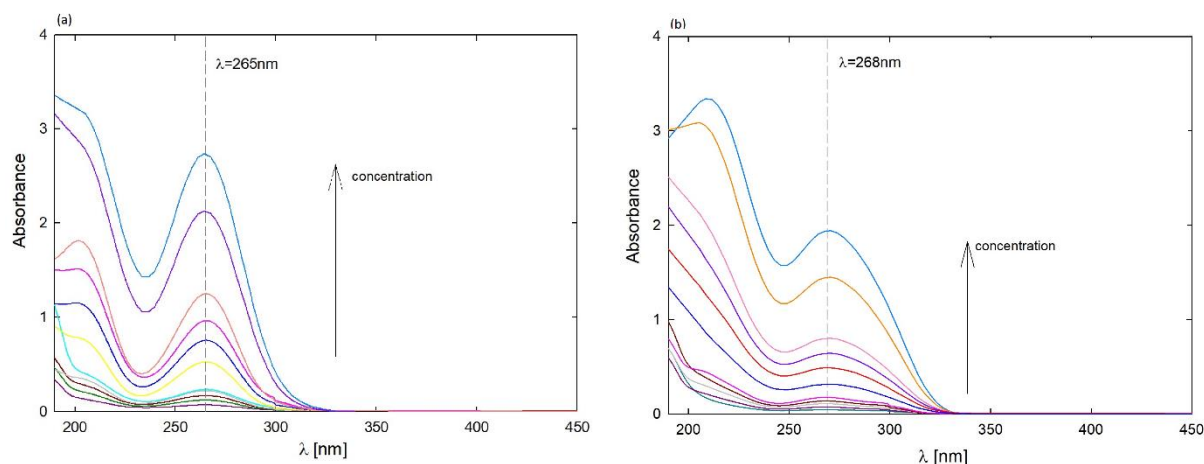 (a)
4
3
2
1
0
Absorbance
λ=265nm
concentration
200 250 300 350 400 450
λ [nm]
(b)
4
3
2
1
0
Absorbance
λ=268nm
concentration
200 250 300 350 400 450
λ [nm]